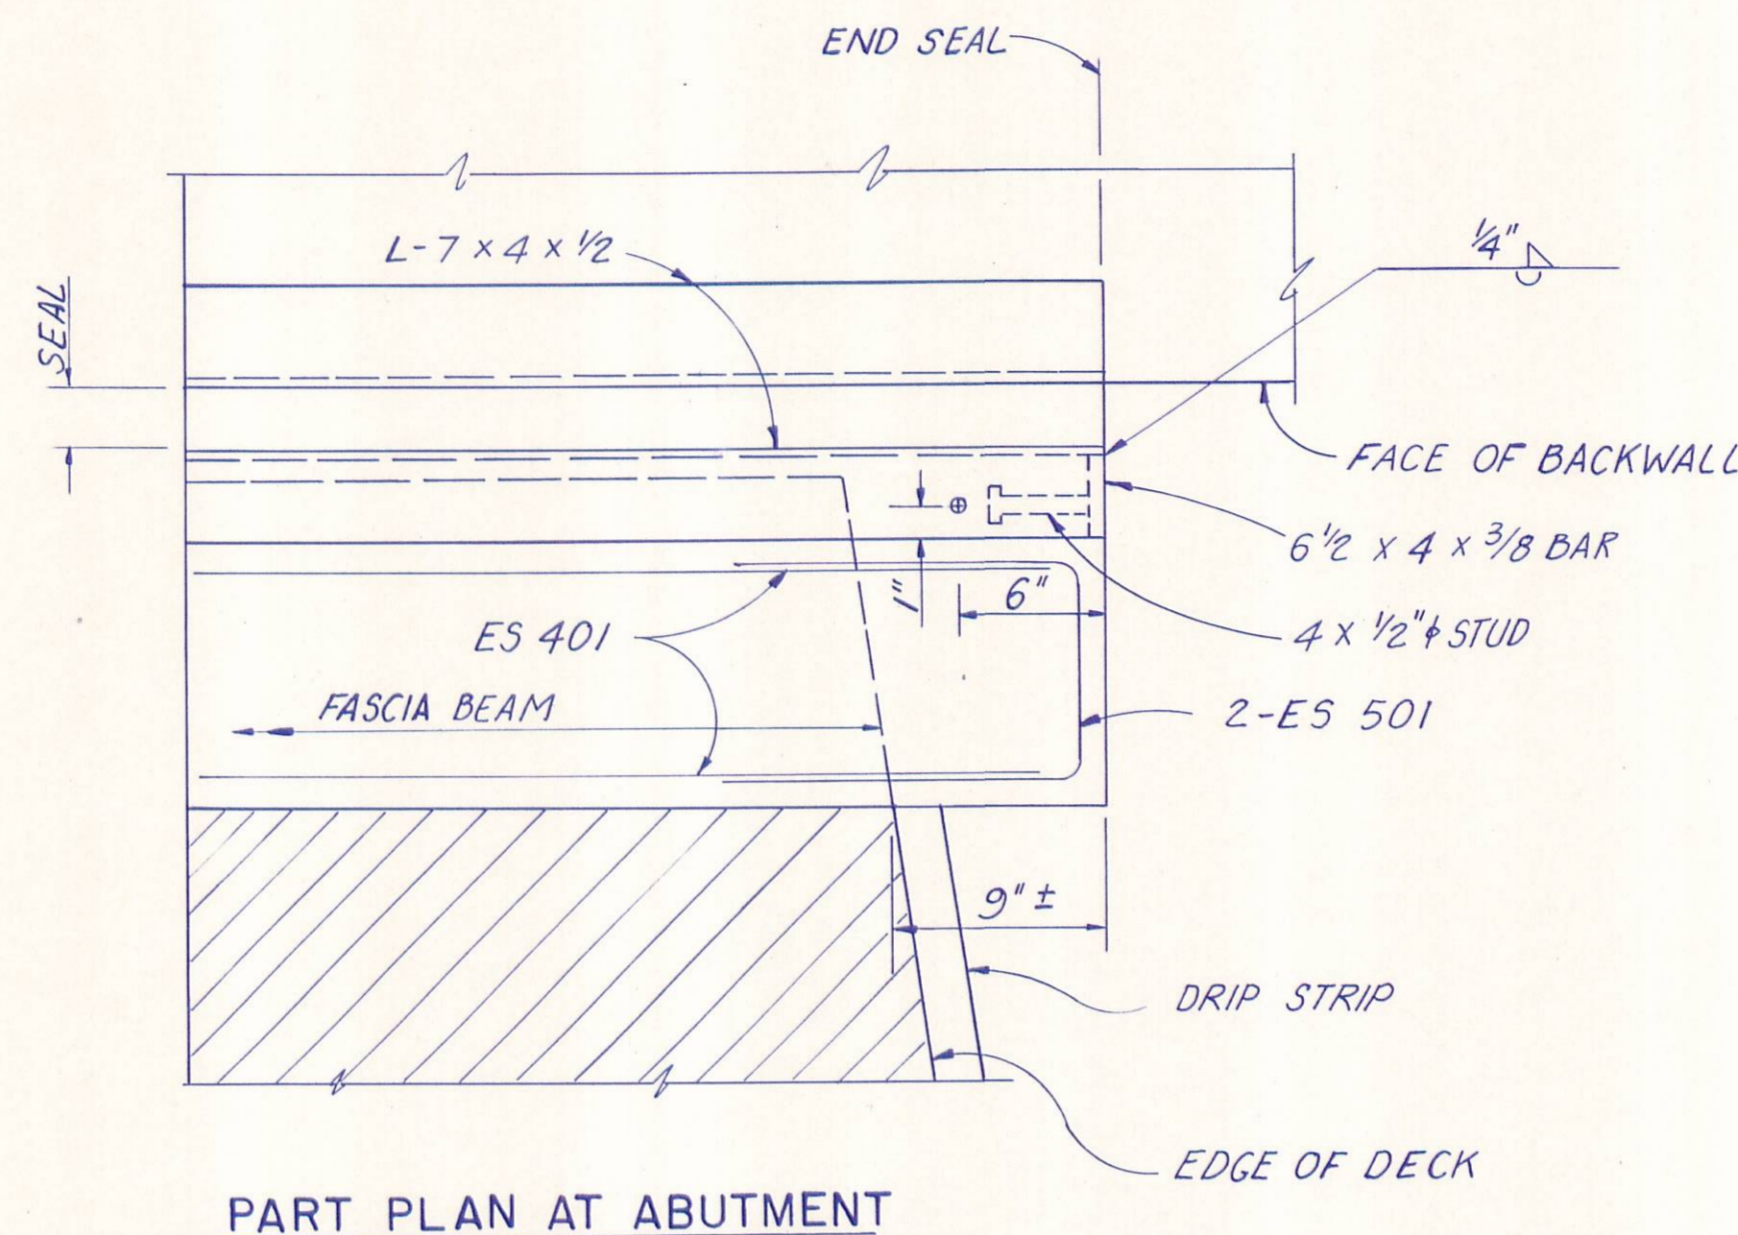 END SEAL
L-7 x 4 x 1/2
1/4"
SEAL
FACE OF BACKWALL
6 1/2 x 4 x 3/8 BAR
1"
6"
4 x 1/2" ϕ STUD
ES 401
2-ES 501
FASCIA BEAM
9" ±
DRIP STRIP
EDGE OF DECK
PART PLAN AT ABUTMENT